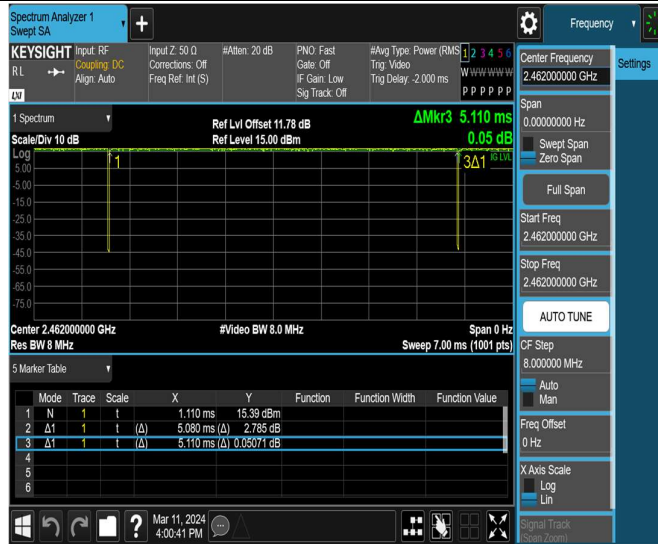 Spectrum Analyzer 1
Swept SA
Frequency
KEYSIGHT
RL
LXI
Input: RF
Coupling: DC
Align: Auto
Input Z: 50 Ω
Corrections: Off
Freq Ref: Int (S)
#Atten: 20 dB
PNO: Fast
Gate: Off
IF Gain: Low
Sig Track: Off
#Avg Type: Power (RMS
Trig: Video
Trig Delay: -2.000 ms
1 2 3 4 5 6
W W W W W W
P P P P P P
Center Frequency
2.462000000 GHz
Settings
Span
0.00000000 Hz
Swept Span
Zero Span
Full Span
Start Freq
2.462000000 GHz
Stop Freq
2.462000000 GHz
AUTO TUNE
CF Step
8.000000 MHz
Auto
Man
Freq Offset
0 Hz
X Axis Scale
Log
Lin
Signal Track
(Span Zoom)
1 Spectrum
Scale/Div 10 dB
Ref Lvl Offset 11.78 dB
Ref Level 15.00 dBm
ΔMkr3 5.110 ms
0.05 dB
Log
5.00
-5.00
-15.0
-25.0
-35.0
-45.0
-55.0
-65.0
-75.0
1
3Δ1
Center 2.462000000 GHz
Res BW 8 MHz
#Video BW 8.0 MHz
Span 0 Hz
Sweep 7.00 ms (1001 pts)
5 Marker Table
Mode Trace Scale X Y Function Function Width Function Value
1 N 1 t 1.110 ms 15.39 dBm
2 Δ1 1 t (Δ) 5.080 ms (Δ) 2.785 dB
3 Δ1 1 t (Δ) 5.110 ms (Δ) 0.05071 dB
4
5
6
?
Mar 11, 2024
4:00:41 PM